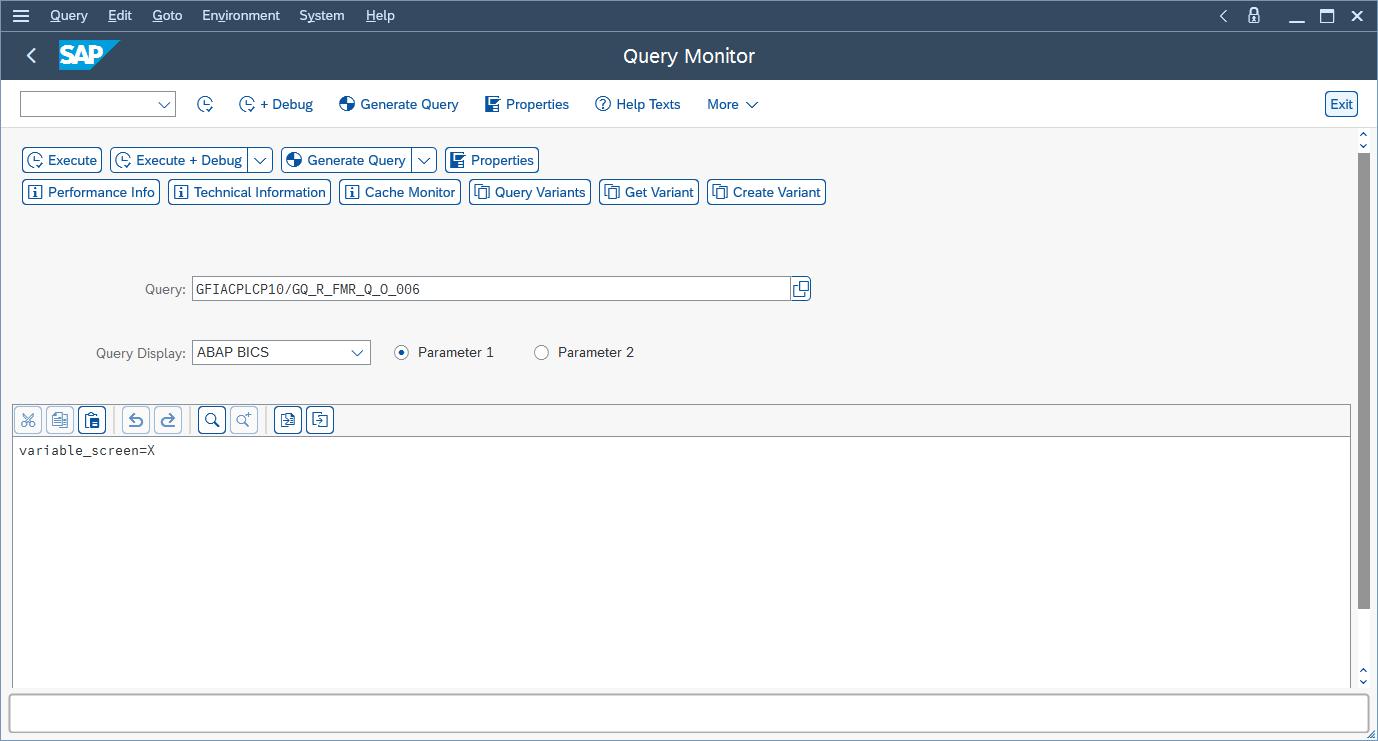 Query Edit Goto Environment System Help
SAP Query Monitor
+ Debug Generate Query Properties Help Texts More Exit
Execute Execute + Debug Generate Query Properties
Performance Info Technical Information Cache Monitor Query Variants Get Variant Create Variant
Query: GFIACPLCP10/GQ_R_FMR_Q_O_006
Query Display: ABAP BICS Parameter 1 Parameter 2
variable_screen=X